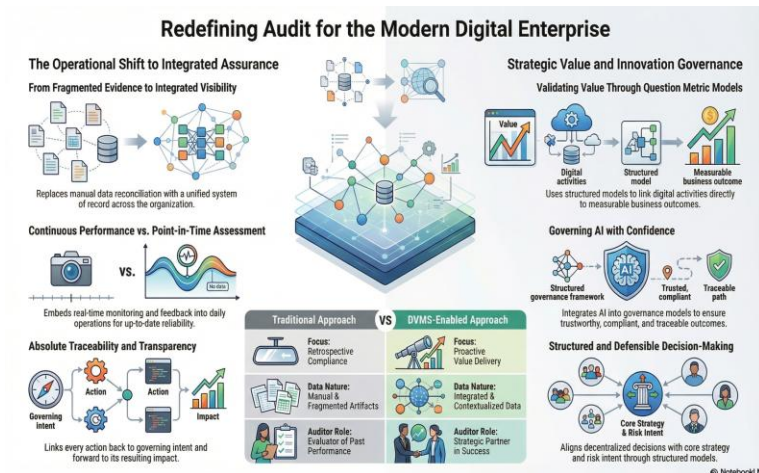 Redefining Audit for the Modern Digital Enterprise
The Operational Shift to Integrated Assurance
From Fragmented Evidence to Integrated Visibility
Replaces manual data reconciliation with a unified system
of record across the organization.
Continuous Performance vs. Point-in-Time Assessment
VS.
No data
Embeds real-time monitoring and feedback into daily
operations for up-to-date reliability.
Absolute Traceability and Transparency
Governing
intent
Action
Action
Impact
Links every action back to governing intent and
forward to its resulting impact.
Traditional Approach
VS
DVMS-Enabled Approach
Focus:
Retrospective
Compliance
Focus:
Proactive
Value Delivery
Data Nature:
Manual &
Fragmented Artifacts
Data Nature:
Integrated &
Contextualized Data
Auditor Role:
Evaluator of Past
Performance
Auditor Role:
Strategic Partner
in Success
Strategic Value and Innovation Governance
Validating Value Through Question Metric Models
Value
Digital
activities
Structured
model
Measurable
business outcome
Uses structured models to link digital activities directly
to measurable business outcomes.
Governing AI with Confidence
AI
Structured
governance framework
Trusted,
compliant
Traceable
path
Integrates AI into governance models to ensure
trustworthy, compliant, and traceable outcomes.
Structured and Defensible Decision-Making
Core Strategy
& Risk Intent
Aligns decentralized decisions with core strategy
and risk intent through structured models.